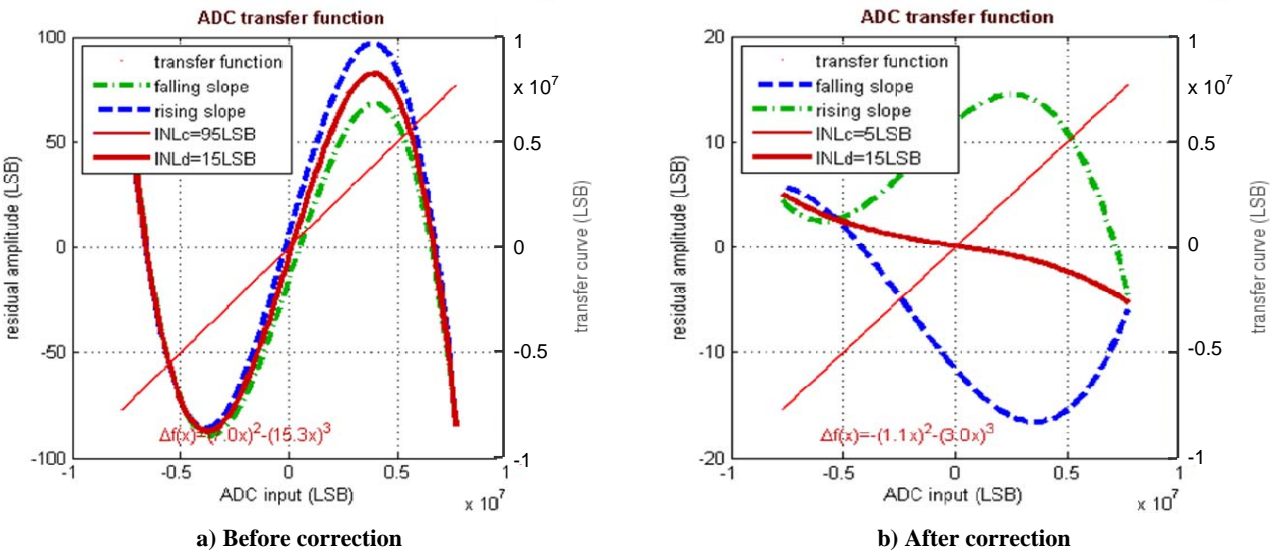 ADC transfer function
100
50
0
-50
-100
residual amplitude (LSB)
transfer function
falling slope
rising slope
INLc=95LSB
INLd=15LSB
1
x 10^7
0.5
0
-0.5
-1
transfer curve (LSB)
-(15.3x)^3
-1
-0.5
0
0.5
1
x 10^7
ADC input (LSB)
a) Before correction
ADC transfer function
20
10
0
-10
-20
residual amplitude (LSB)
transfer function
falling slope
rising slope
INLc=5LSB
INLd=15LSB
1
x 10^7
0.5
0
-0.5
-1
transfer curve (LSB)
Δf(x)=-(1.1x)^2-(3.0x)^3
-1
-0.5
0
0.5
1
x 10^7
ADC input (LSB)
b) After correction